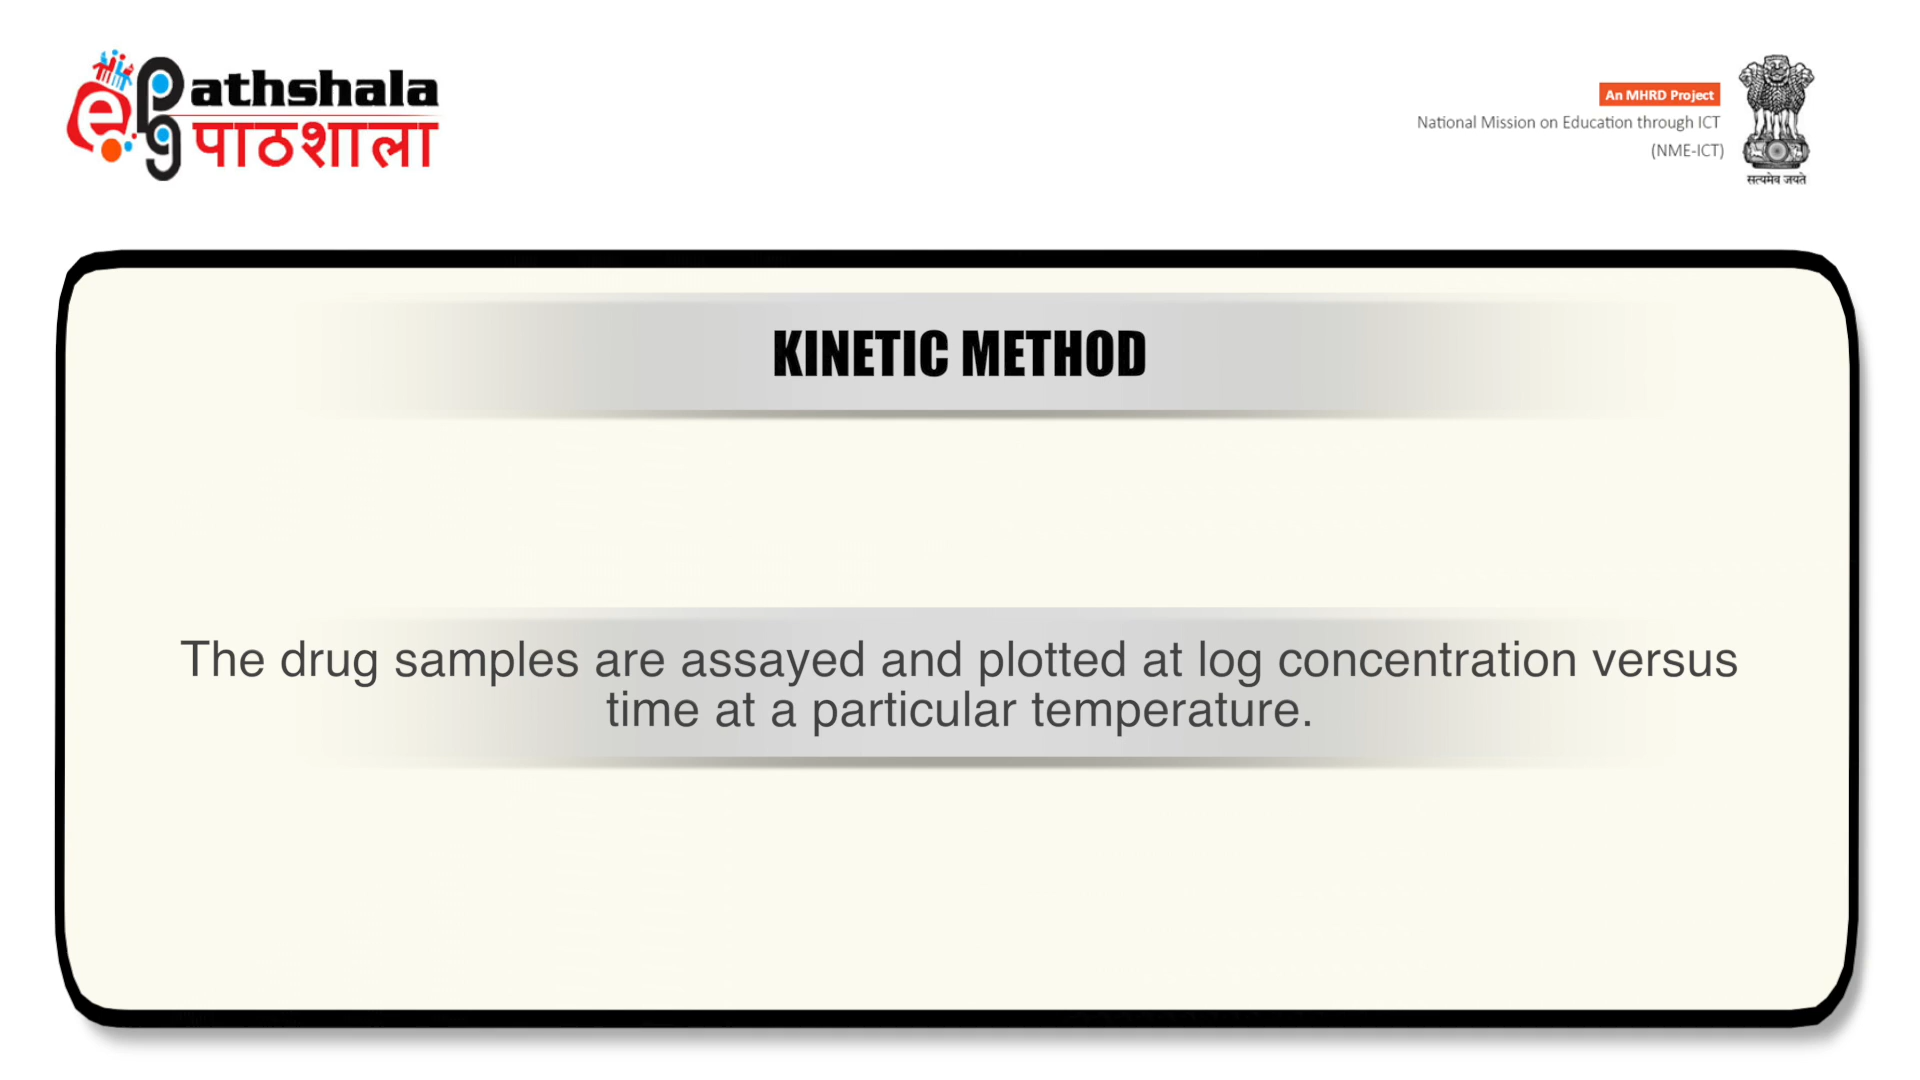 e Pg athshala
पाठशाला
An MHRD Project
National Mission on Education through ICT
(NME-ICT)
सत्यमेव जयते
KINETIC METHOD
The drug samples are assayed and plotted at log concentration versus
time at a particular temperature.